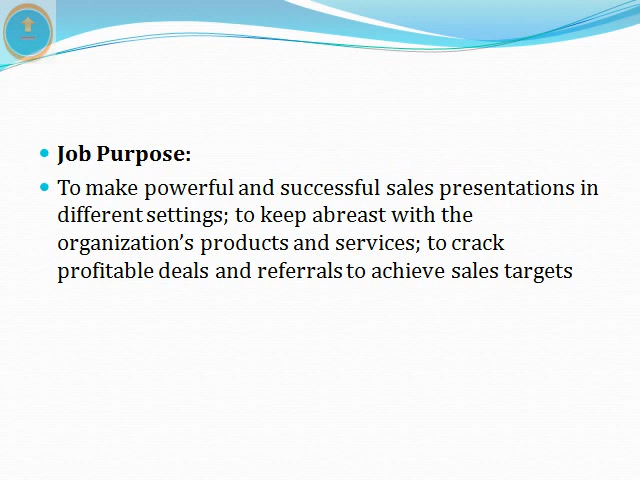 Job Purpose:
To make powerful and successful sales presentations in
different settings; to keep abreast with the
organization’s products and services; to crack
profitable deals and referrals to achieve sales targets